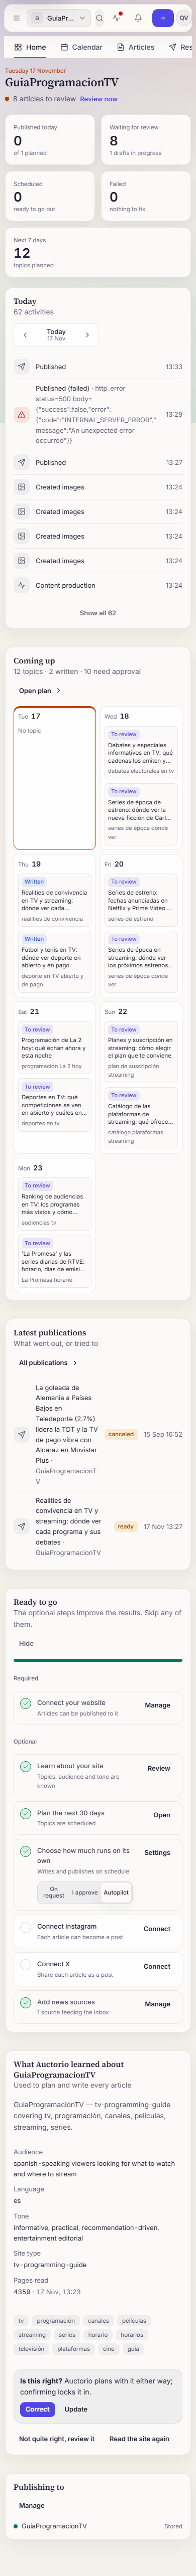 G GuiaPr...
QV
Home Calendar Articles Res
Tuesday 17 November
GuiaProgramacionTV
8 articles to review Review now
Published today
0
of 1 planned
Waiting for review
8
1 drafts in progress
Scheduled
0
ready to go out
Failed
0
nothing to fix
Next 7 days
12
topics planned
Today
62 activities
Today
17 Nov
Published 13:33
Published (failed) · http_error
status=500 body=
{"success":false,"error":
{"code":"INTERNAL_SERVER_ERROR","
message":"An unexpected error
occurred"}}
13:29
Published 13:27
Created images 13:24
Created images 13:24
Created images 13:24
Created images 13:24
Content production 13:24
Show all 62
Coming up
12 topics · 2 written · 10 need approval
Open plan
Tue 17
No topic
Wed 18
To review
Debates y especiales
informativos en TV: qué
cadenas los emiten y...
debates electorales en tv
To review
Series de época de
estreno: dónde ver la
nueva ficción de Carl...
series de época dónde
ver
Thu 19
Written
Realities de convivencia
en TV y streaming:
dónde ver cada...
realities de convivencia
Written
Fútbol y tenis en TV:
dónde ver deporte en
abierto y en pago
deporte en TV abierto y
de pago
Fri 20
To review
Series de estreno:
fechas anunciadas en
Netflix y Prime Video ...
series de estreno
To review
Series de época en
streaming: dónde ver
los próximos estrenos...
series de época dónde
ver
Sat 21
To review
Programación de La 2
hoy: qué echan ahora y
esta noche
programación La 2 hoy
To review
Deportes en TV: qué
competiciones se ven
en abierto y cuáles en...
deportes en tv
Sun 22
To review
Planes y suscripción en
streaming: cómo elegir
el plan que te conviene
plan de suscripción
streaming
To review
Catálogo de las
plataformas de
streaming: qué ofrece...
catálogo plataformas
streaming
Mon 23
To review
Ranking de audiencias
en TV: los programas
más vistos y cómo...
audiencias tv
To review
'La Promesa' y las
series diarias de RTVE:
horario, días de emisi...
La Promesa horario
Latest publications
What went out, or tried to
All publications
La goleada de
Alemania a Países
Bajos en
Teledeporte (2.7%)
lidera la TDT y la TV
de pago vibra con
Alcaraz en Movistar
Plus ·
GuiaProgramacionT
V
canceled 15 Sep 16:52
Realities de
convivencia en TV y
streaming: dónde ver
cada programa y sus
debates ·
GuiaProgramacionTV
ready 17 Nov 13:27
Ready to go
The optional steps improve the results. Skip any of
them.
Hide
Required
Connect your website
Articles can be published to it
Manage
Optional
Learn about your site
Topics, audience and tone are
known
Review
Plan the next 30 days
Topics are scheduled
Open
Choose how much runs on its
own
Writes and publishes on schedule
Settings
On
request
I approve
Autopilot
Connect Instagram
Each article can become a post
Connect
Connect X
Share each article as a post
Connect
Add news sources
1 source feeding the inbox
Manage
What Auctorio learned about
GuiaProgramacionTV
Used to plan and write every article
GuiaProgramacionTV — tv-programming-guide
covering tv, programación, canales, películas,
streaming, series.
Audience
spanish-speaking viewers looking for what to watch
and where to stream
Language
es
Tone
informative, practical, recommendation-driven,
entertainment editorial
Site type
tv-programming-guide
Pages read
4359 · 17 Nov, 13:23
tv programación canales películas
streaming series horario horarios
televisión plataformas cine guía
Is this right? Auctorio plans with it either way;
confirming locks it in.
Correct Update
Not quite right, review it Read the site again
Publishing to
Manage
GuiaProgramacionTV Stored